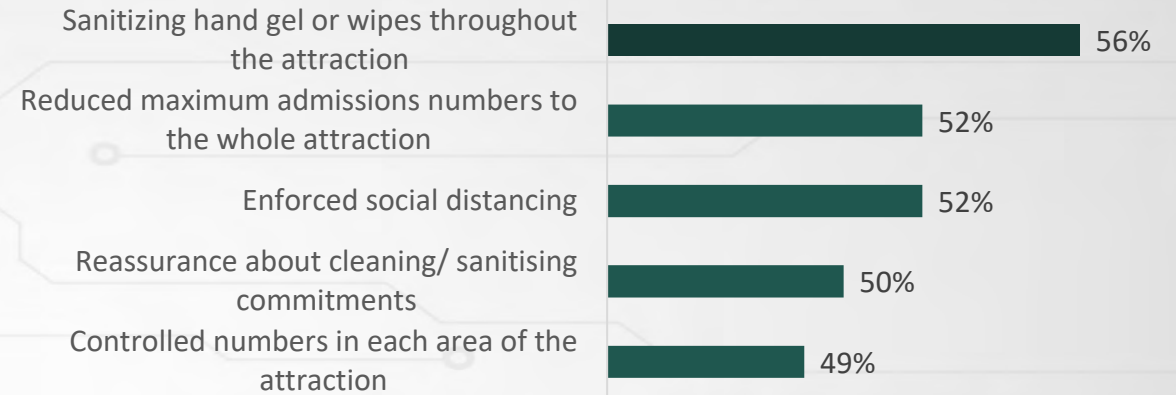 Sanitizing hand gel or wipes throughout
the attraction
56%
Reduced maximum admissions numbers to
the whole attraction
52%
Enforced social distancing
52%
Reassurance about cleaning/ sanitising
commitments
50%
Controlled numbers in each area of the
attraction
49%